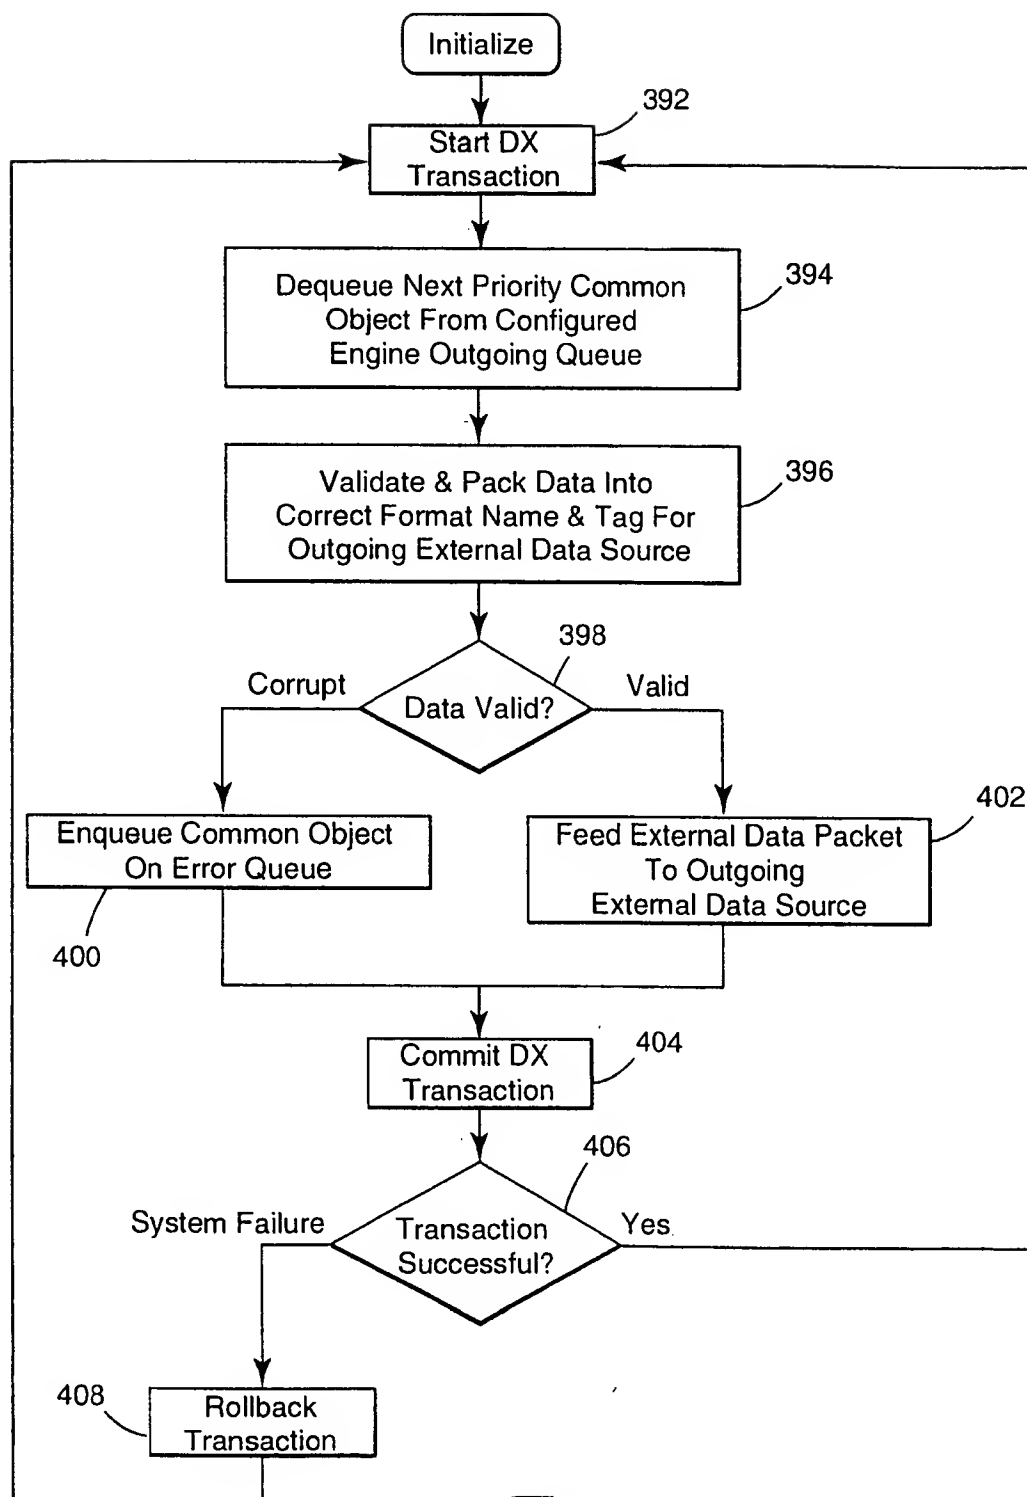 Initialize
392
Start DX
Transaction
394
Dequeue Next Priority Common
Object From Configured
Engine Outgoing Queue
396
Validate & Pack Data Into
Correct Format Name & Tag For
Outgoing External Data Source
398
Corrupt
Data Valid?
Valid
402
Enqueue Common Object
On Error Queue
400
Feed External Data Packet
To Outgoing
External Data Source
404
Commit DX
Transaction
406
System Failure
Transaction
Successful?
Yes
408
Rollback
Transaction